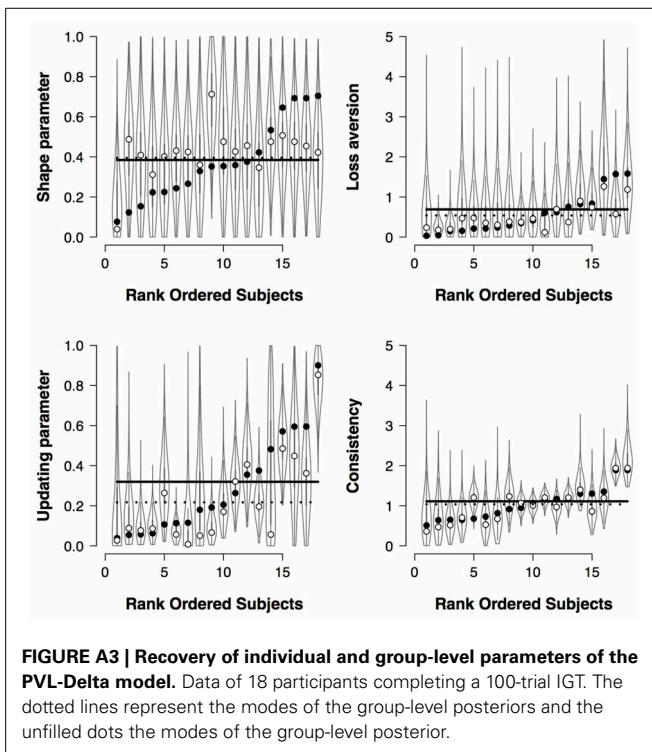 1.0
0.8
0.6
0.4
0.2
0.0
Shape parameter
0 5 10 15
Rank Ordered Subjects
5
4
3
2
1
0
Loss aversion
0 5 10 15
Rank Ordered Subjects
1.0
0.8
0.6
0.4
0.2
0.0
Updating parameter
0 5 10 15
Rank Ordered Subjects
5
4
3
2
1
0
Consistency
0 5 10 15
Rank Ordered Subjects
FIGURE A3 | Recovery of individual and group-level parameters of the
PVL-Delta model. Data of 18 participants completing a 100-trial IGT. The
dotted lines represent the modes of the group-level posteriors and the
unfilled dots the modes of the group-level posterior.